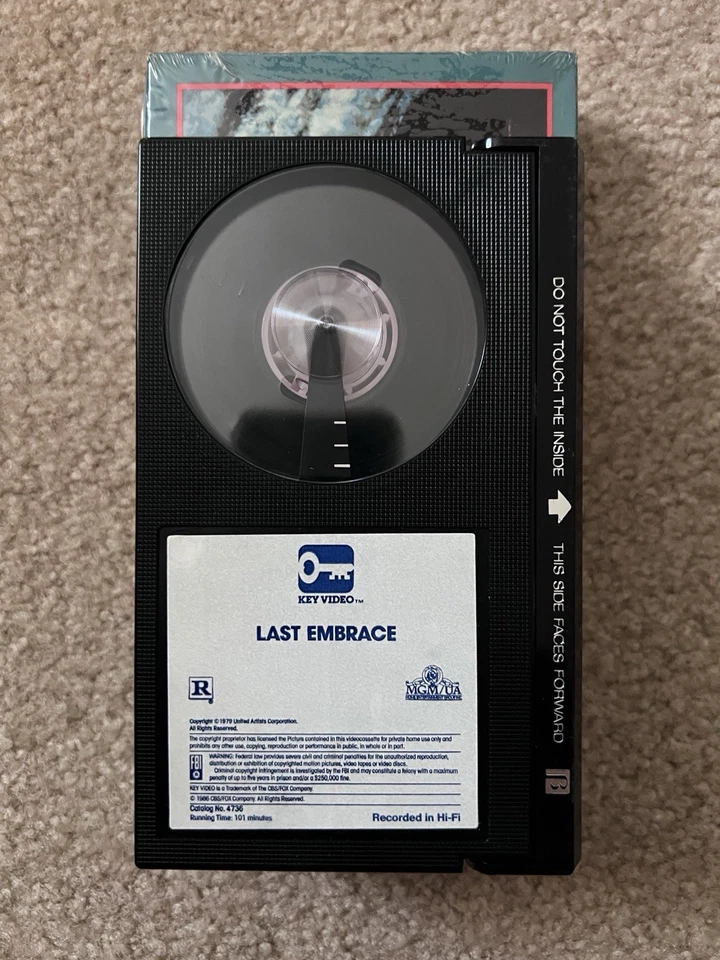 DO NOT TOUCH THE INSIDE
THIS SIDE FACES FORWARD
KEY VIDEO™
LAST EMBRACE
R
MGM/UA
HOME ENTERTAINMENT GROUP, INC.
Copyright © 1979 United Artists Corporation.
All Rights Reserved.
The copyright proprietor has licensed the Picture contained in this videocassette for private home use only and
prohibits any other use, copying, reproduction or performance in public, in whole or in part.
FBI
WARNING: Federal law provides severe civil and criminal penalties for the unauthorized reproduction,
distribution or exhibition of copyrighted motion pictures, video tapes or video discs.
Criminal copyright infringement is investigated by the FBI and may constitute a felony with a maximum
penalty of up to five years in prison and/or a $250,000 fine.
KEY VIDEO is a Trademark of The CBS/FOX Company.
© 1986 CBS/FOX Company. All Rights Reserved.
Catalog No. 4736
Running Time: 101 minutes
Recorded in Hi-Fi